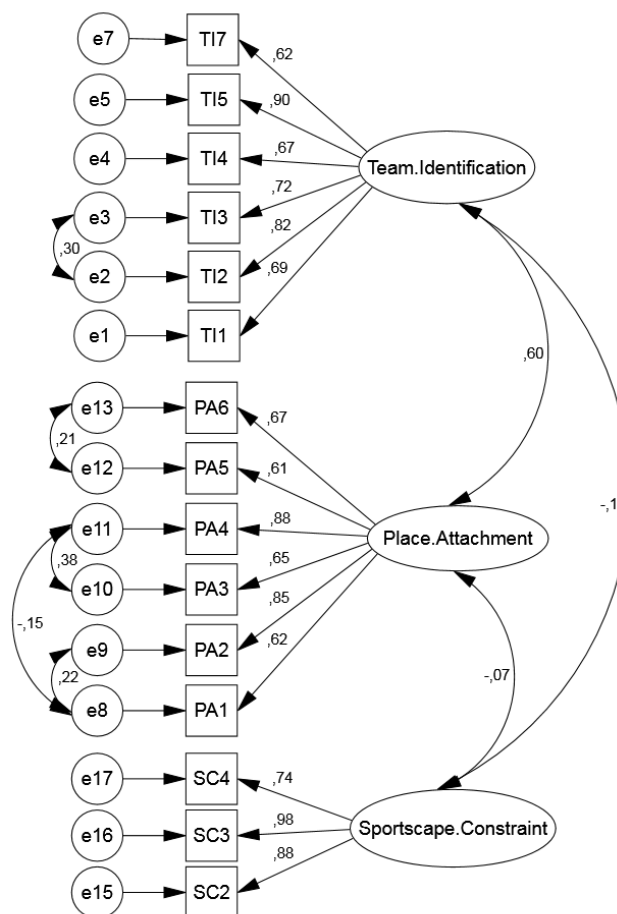 e7 TI7 ,62
e5 TI5 ,90
e4 TI4 ,67
Team.Identification
e3 TI3 ,72
,30
e2 TI2 ,82
e1 TI1 ,69
,60
e13 PA6 ,67
,21
e12 PA5 ,61
e11 PA4 ,88
Place.Attachment
,38
e10 PA3 ,65
-,15
e9 PA2 ,85
,22
e8 PA1 ,62
-,1
-,07
e17 SC4 ,74
e16 SC3 ,98
Sportscape.Constraint
e15 SC2 ,88